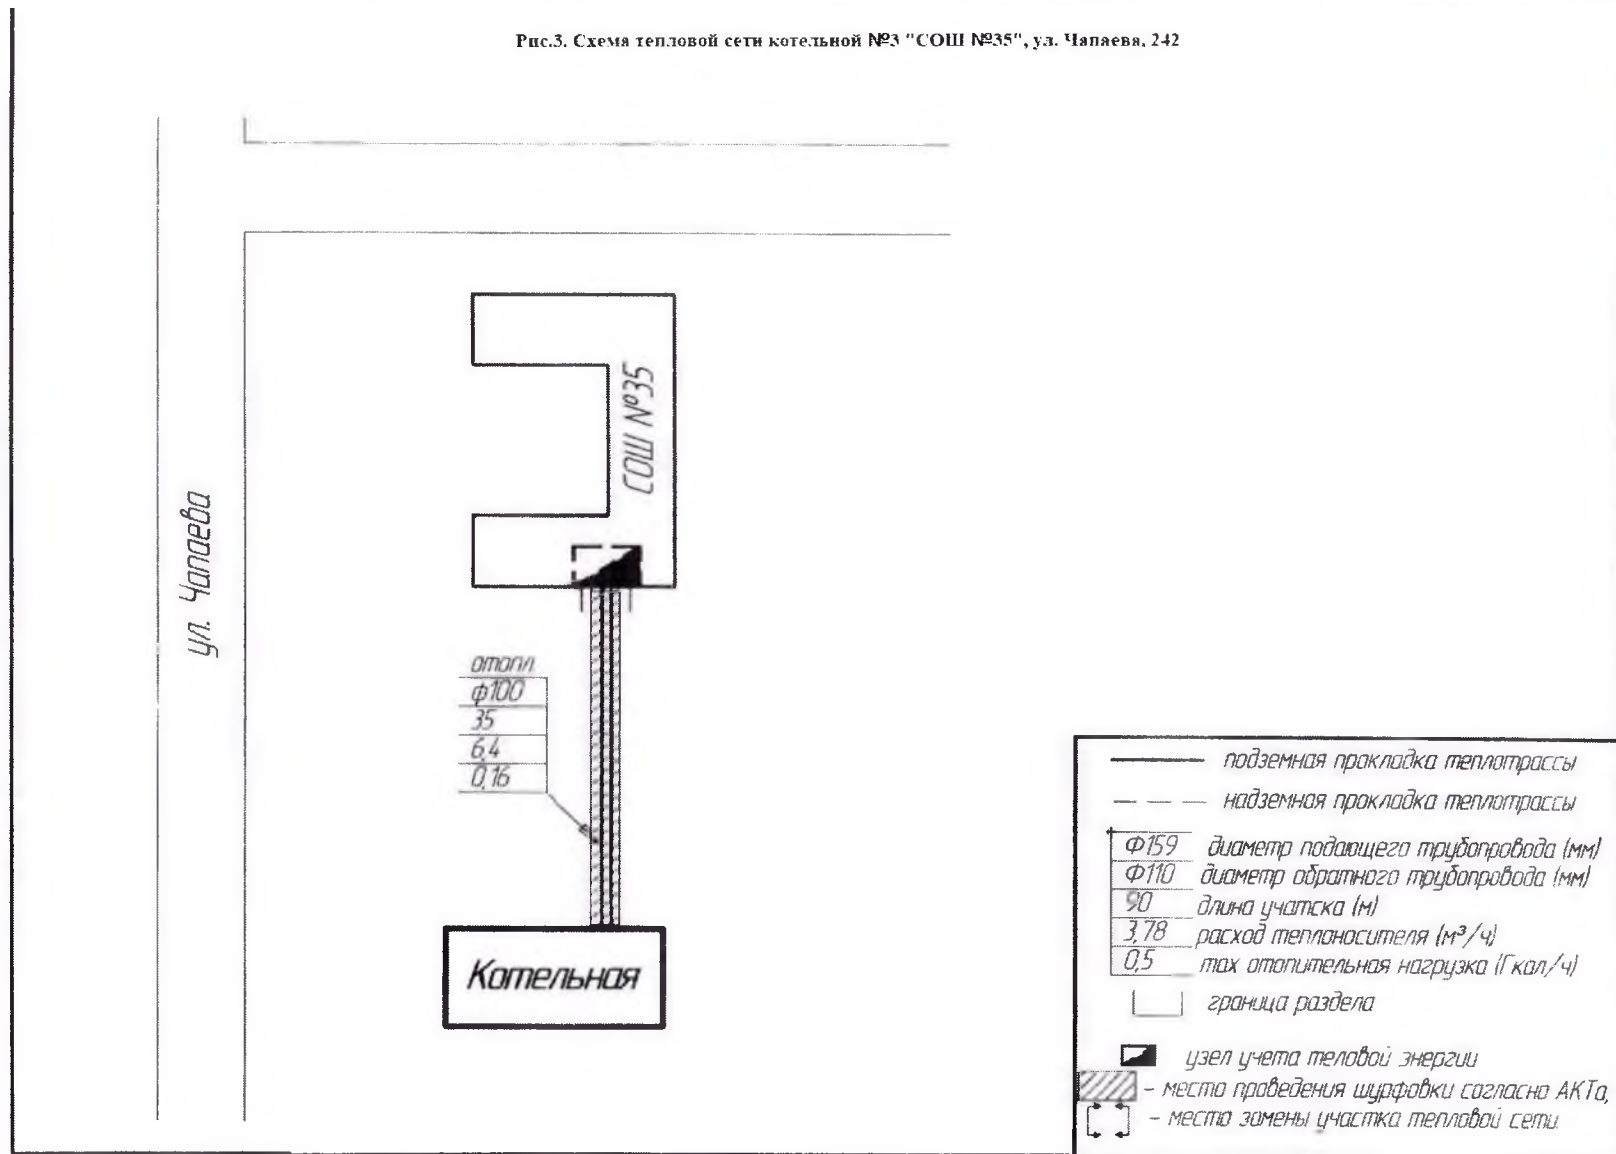 Рис.3. Схема тепловой сети котельной №3 "СОШ №35", ул. Чапаева, 242
СОШ №35
ул. Чапаева
отопл.
ф100
35
6,4
0,16
Котельная
подземная прокладка теплотрассы
надземная прокладка теплотрассы
Ф159 диаметр подающего трубопровода (мм)
Ф110 диаметр обратного трубопровода (мм)
90 длина учатска (м)
3,78 расход теплоносителя (м³/ч)
0,5 max отопительная нагрузка (Гкал/ч)
граница раздела
узел учета теловой энергии
- место проведения шурфовки согласно АКТа,
- место замены участка тепловой сети.